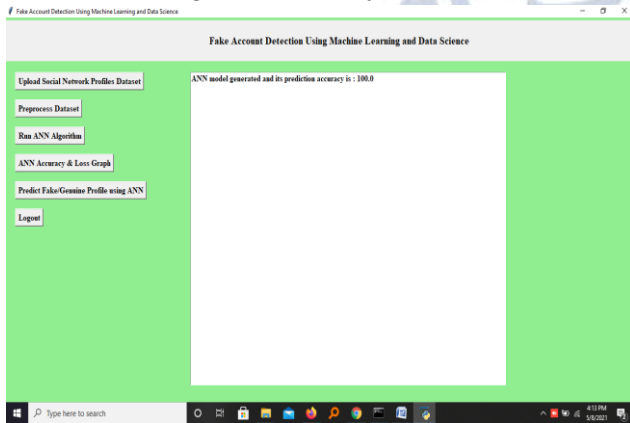 Fake Account Detection Using Machine Learning and Data Science
Fake Account Detection Using Machine Learning and Data Science
Upload Social Network Profiles Dataset
Preprocess Dataset
Run ANN Algorithm
ANN Accuracy & Loss Graph
Predict Fake/Genuine Profile using ANN
Logout
ANN model generated and its prediction accuracy is : 100.0
Type here to search
4:13 PM
5/8/2021